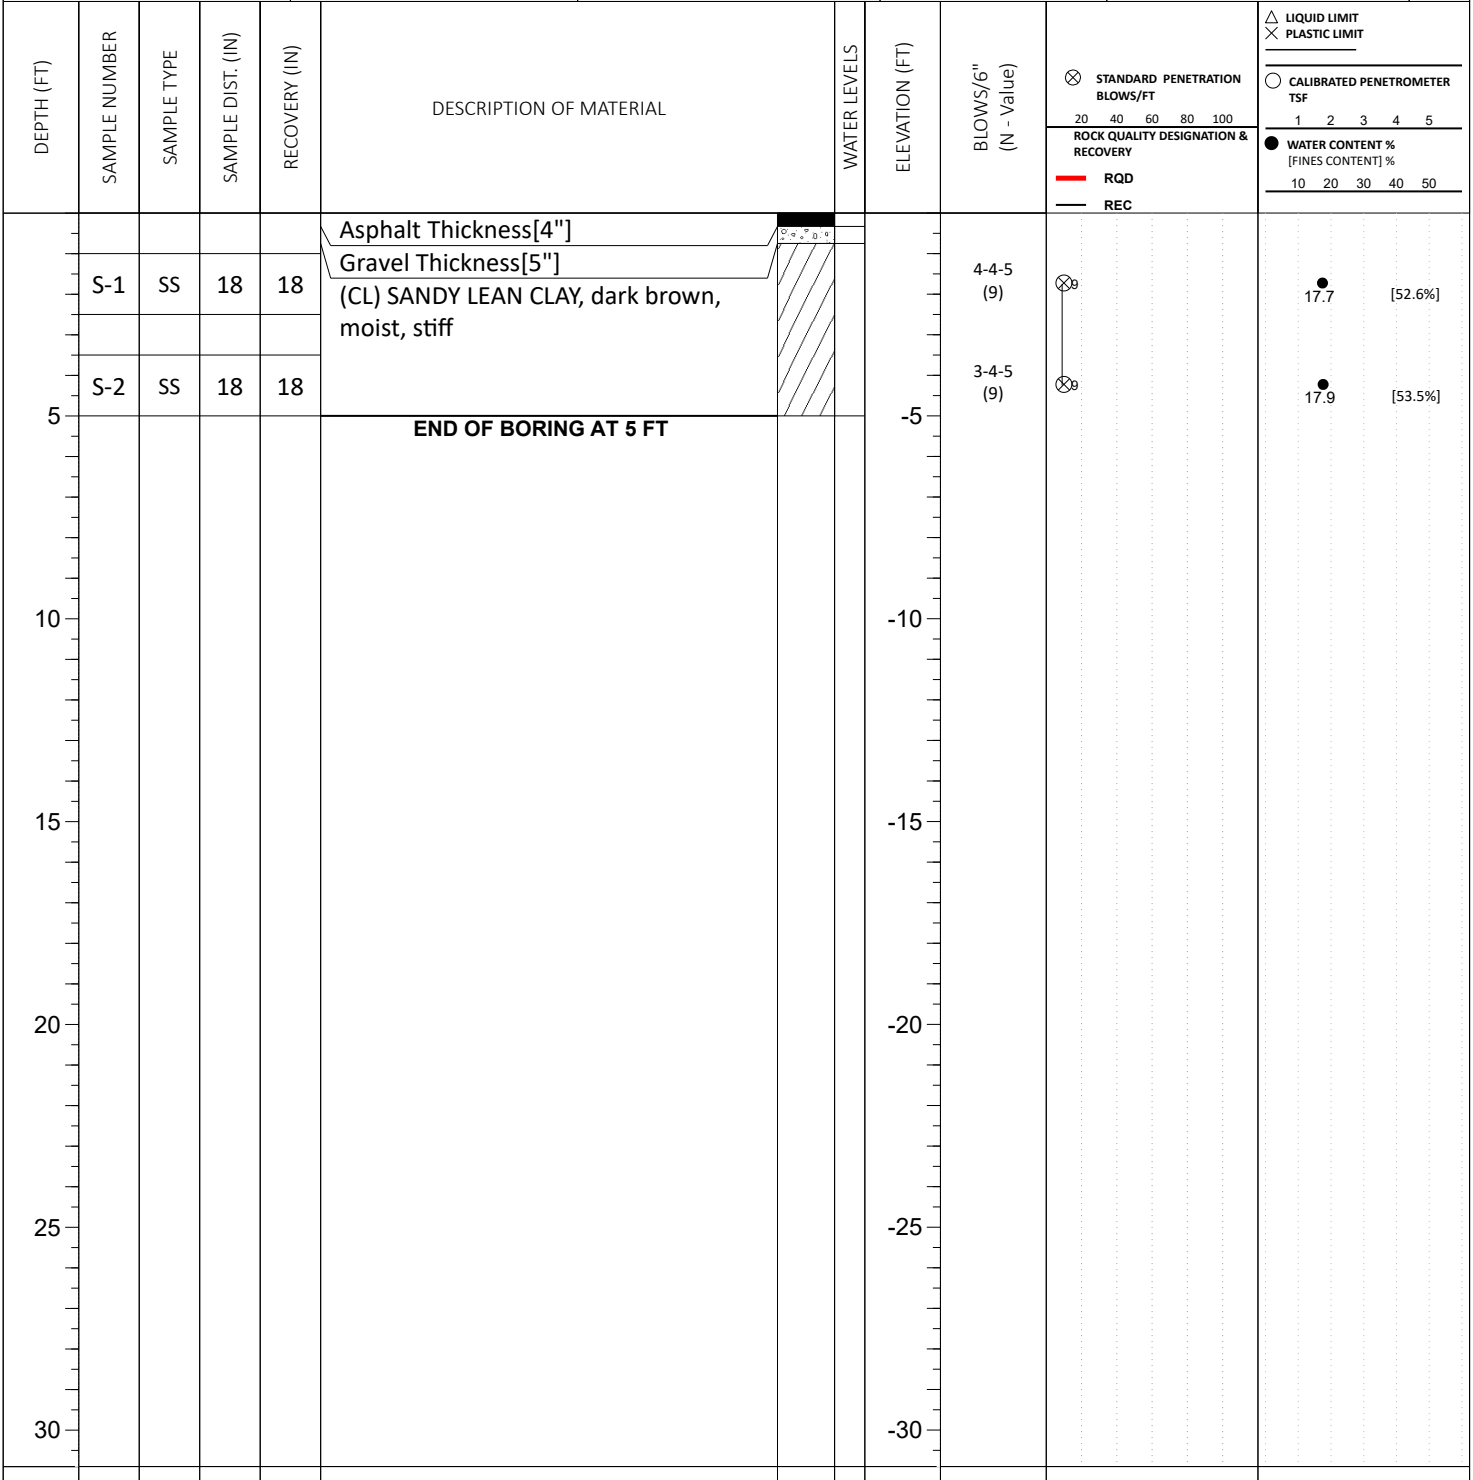 DEPTH (FT)
SAMPLE NUMBER
SAMPLE TYPE
SAMPLE DIST. (IN)
RECOVERY (IN)
DESCRIPTION OF MATERIAL
WATER LEVELS
ELEVATION (FT)
BLOWS/6"
(N - Value)
STANDARD PENETRATION
BLOWS/FT
20 40 60 80 100
ROCK QUALITY DESIGNATION &
RECOVERY
RQD
REC
LIQUID LIMIT
PLASTIC LIMIT
CALIBRATED PENETROMETER
TSF
1 2 3 4 5
WATER CONTENT %
[FINES CONTENT] %
10 20 30 40 50
Asphalt Thickness[4"]
Gravel Thickness[5"]
S-1 SS 18 18
(CL) SANDY LEAN CLAY, dark brown,
moist, stiff
4-4-5
(9)
9
17.7 [52.6%]
S-2 SS 18 18
3-4-5
(9)
9
17.9 [53.5%]
5 -5
END OF BORING AT 5 FT
10 -10
15 -15
20 -20
25 -25
30 -30